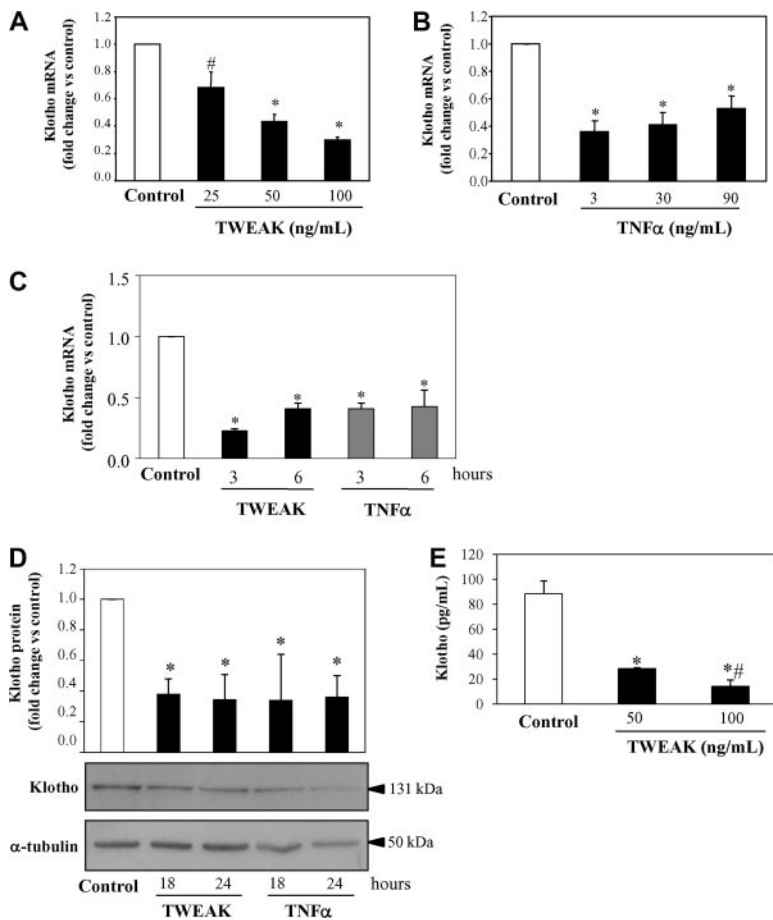 A
Klotho mRNA
(fold change vs control)
1.2
1.0
0.8
0.6
0.4
0.2
0.0
#
*
*
Control
25
50
100
TWEAK (ng/mL)
B
Klotho mRNA
(fold change vs control)
1.2
1.0
0.8
0.6
0.4
0.2
0
*
*
*
Control
3
30
90
TNFα (ng/mL)
C
Klotho mRNA
(fold change vs control)
1.5
1.0
0.5
0.0
*
*
*
*
Control
3
6
3
6
hours
TWEAK
TNFα
D
Klotho protein
(fold change vs control)
1.2
1.0
0.8
0.6
0.4
0.2
0.0
*
*
*
*
Klotho
131 kDa
α-tubulin
50 kDa
Control
18
24
18
24
hours
TWEAK
TNFα
E
Klotho (pg/mL)
120
100
80
60
40
20
0
*
*#
Control
50
100
TWEAK (ng/mL)